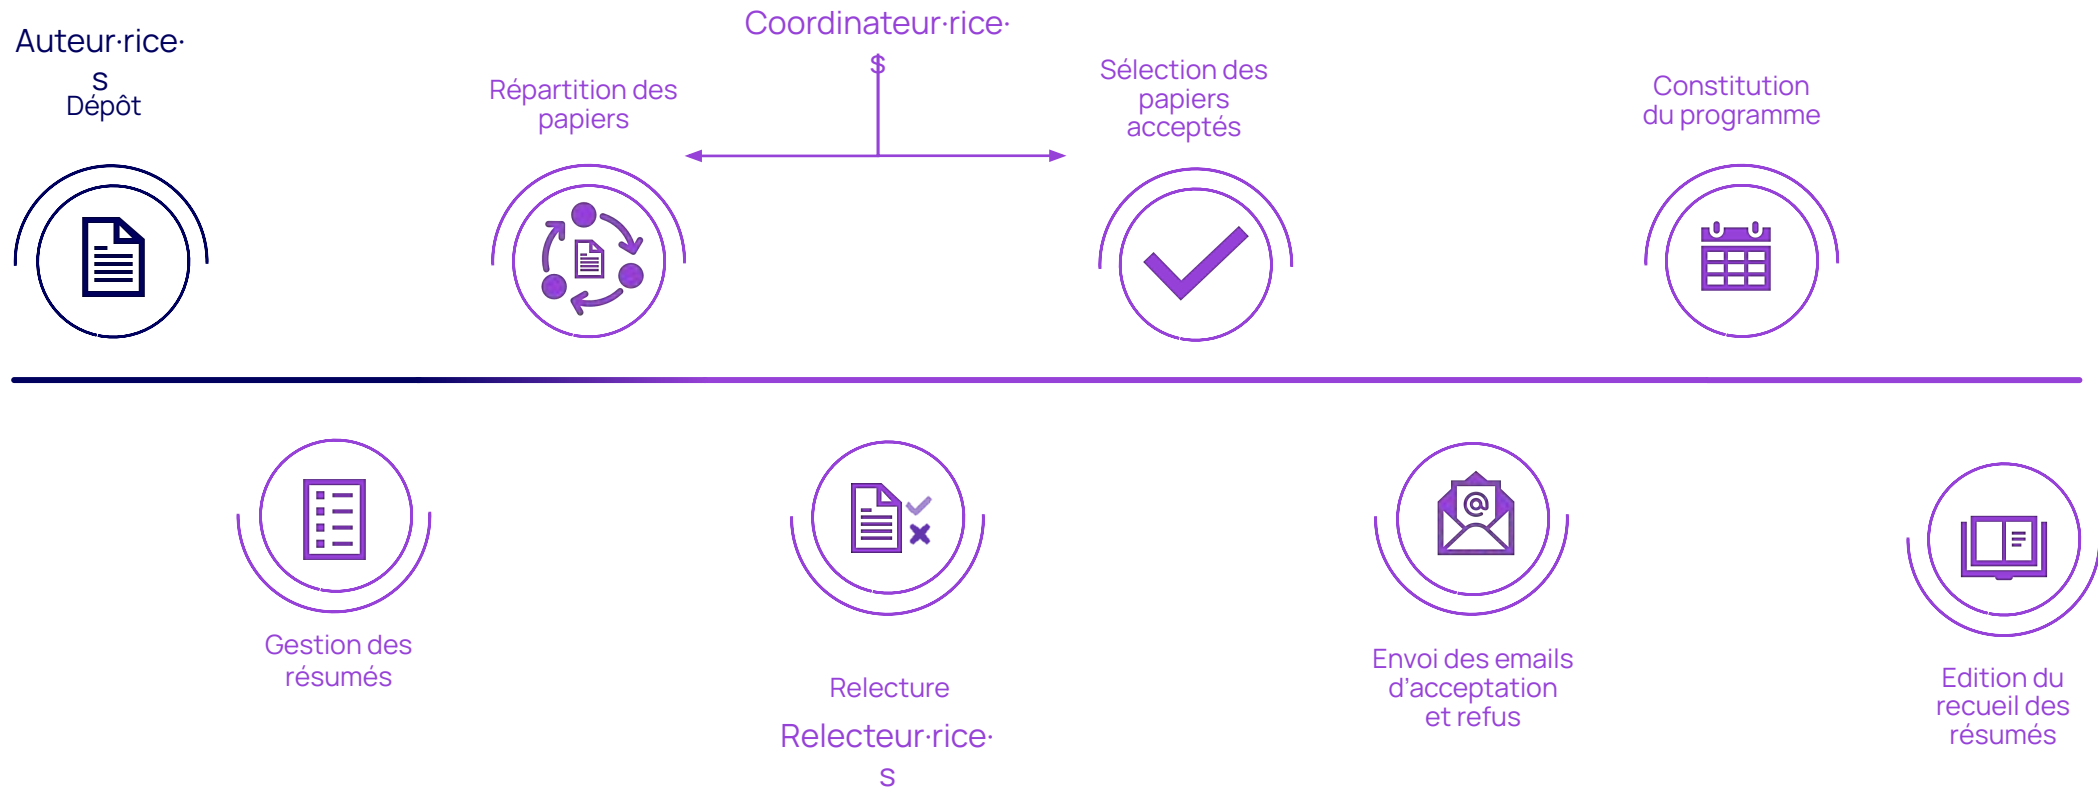 Auteur·rice·
s
Dépôt
Répartition des
papiers
Coordinateur·rice·
s
Sélection des
papiers
acceptés
Constitution
du programme
Gestion des
résumés
Relecture
Relecteur·rice·
s
Envoi des emails
d'acceptation
et refus
Edition du
recueil des
résumés